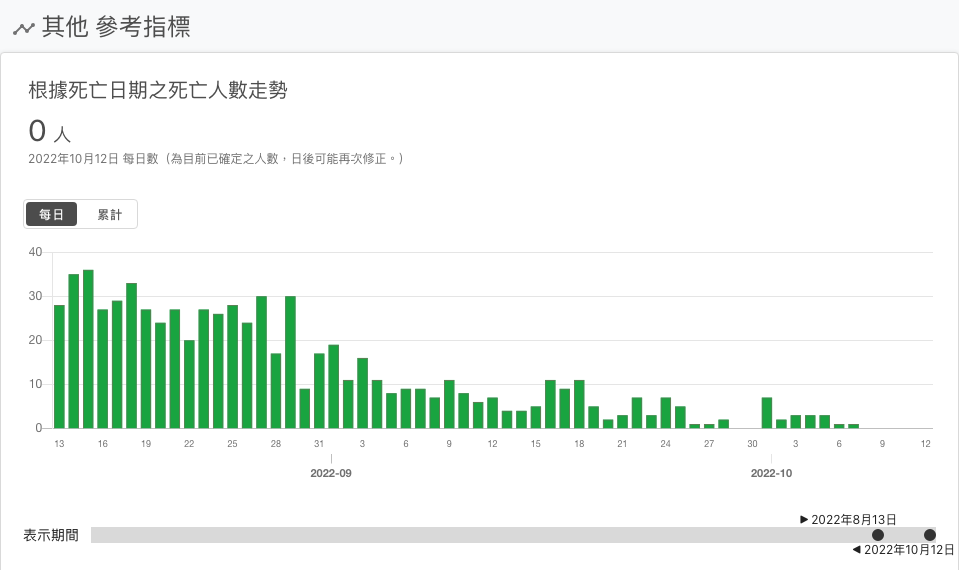 其他 參考指標
根據死亡日期之死亡人數走勢
0 人
2022年10月12日 每日數（為目前已確定之人數，日後可能再次修正。）
每日 累計
40
30
20
10
0
13 16 19 22 25 28 31 3 6 9 12 15 18 21 24 27 30 3 6 9 12
2022-09 2022-10
▶ 2022年8月13日
表示期間
◀ 2022年10月12日